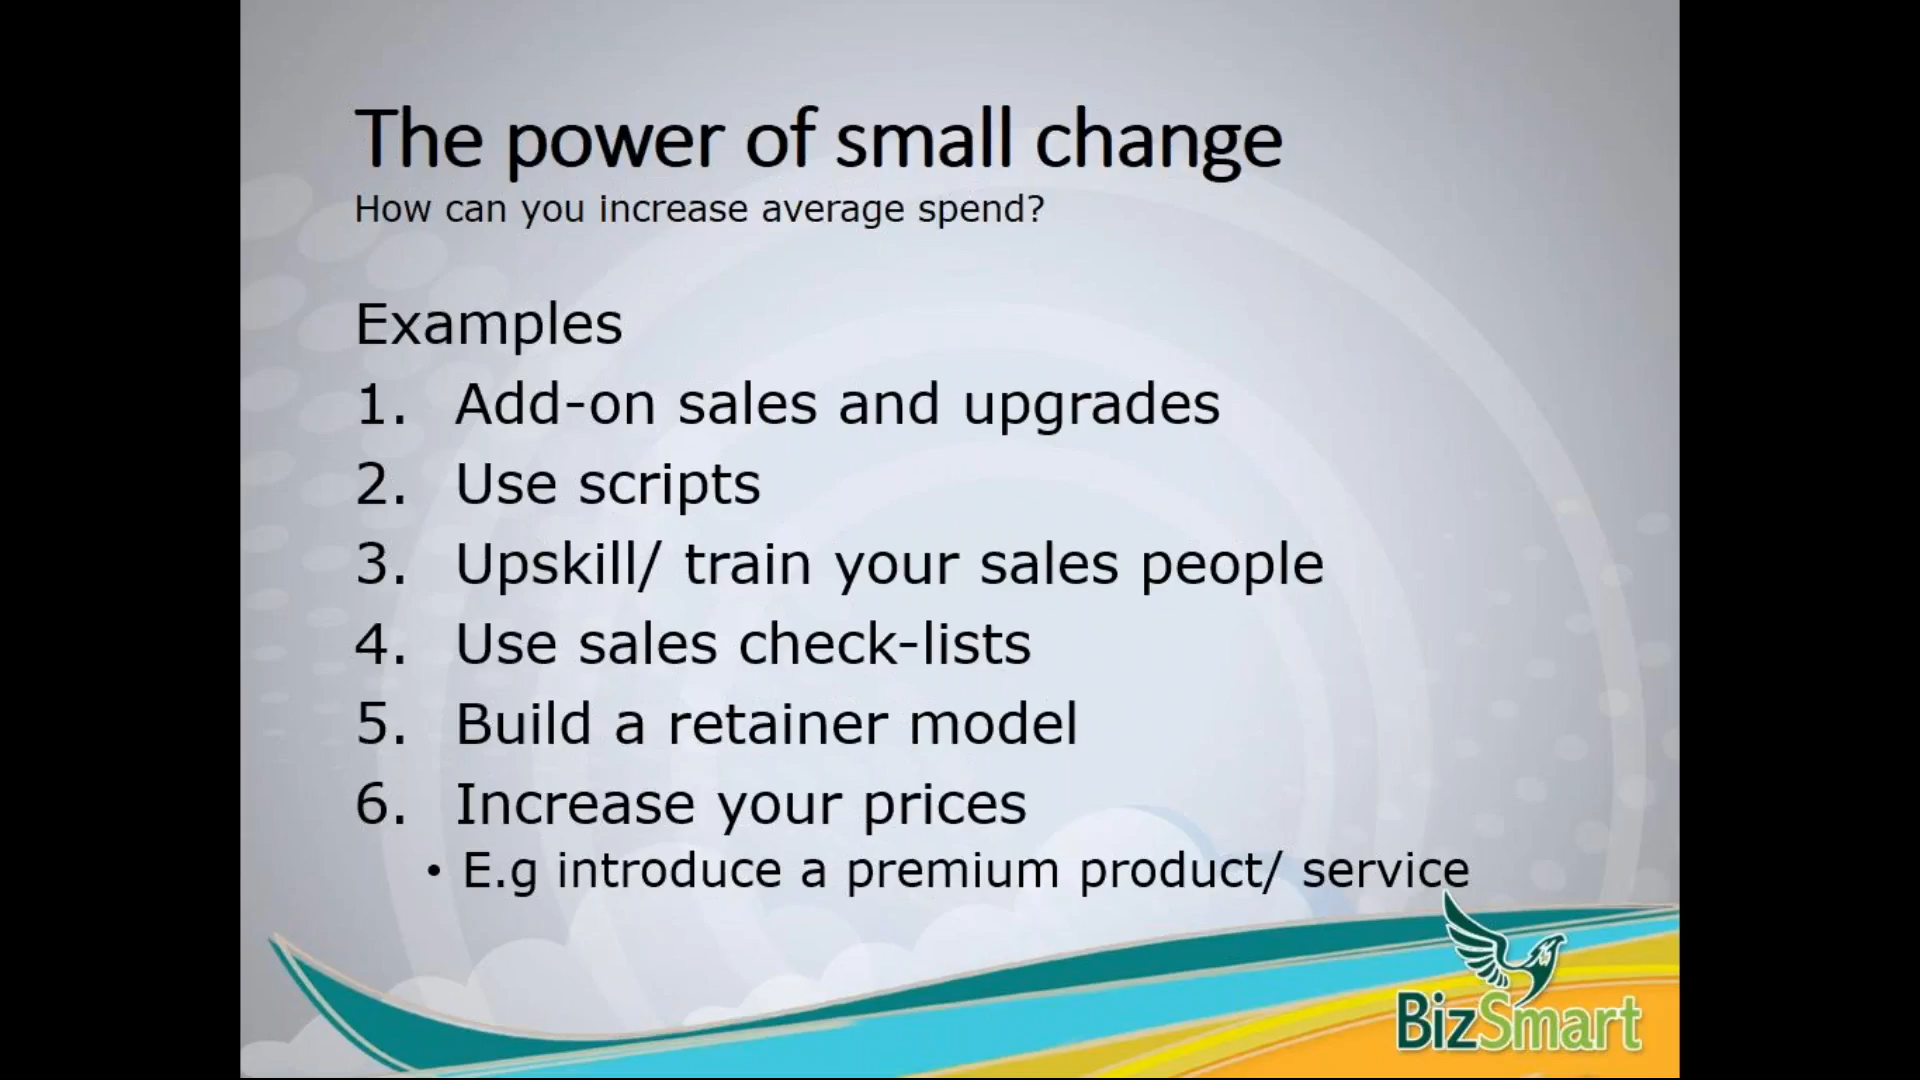 The power of small change
How can you increase average spend?
Examples
1. Add-on sales and upgrades
2. Use scripts
3. Upskill/ train your sales people
4. Use sales check-lists
5. Build a retainer model
6. Increase your prices
• E.g introduce a premium product/ service
BizSmart